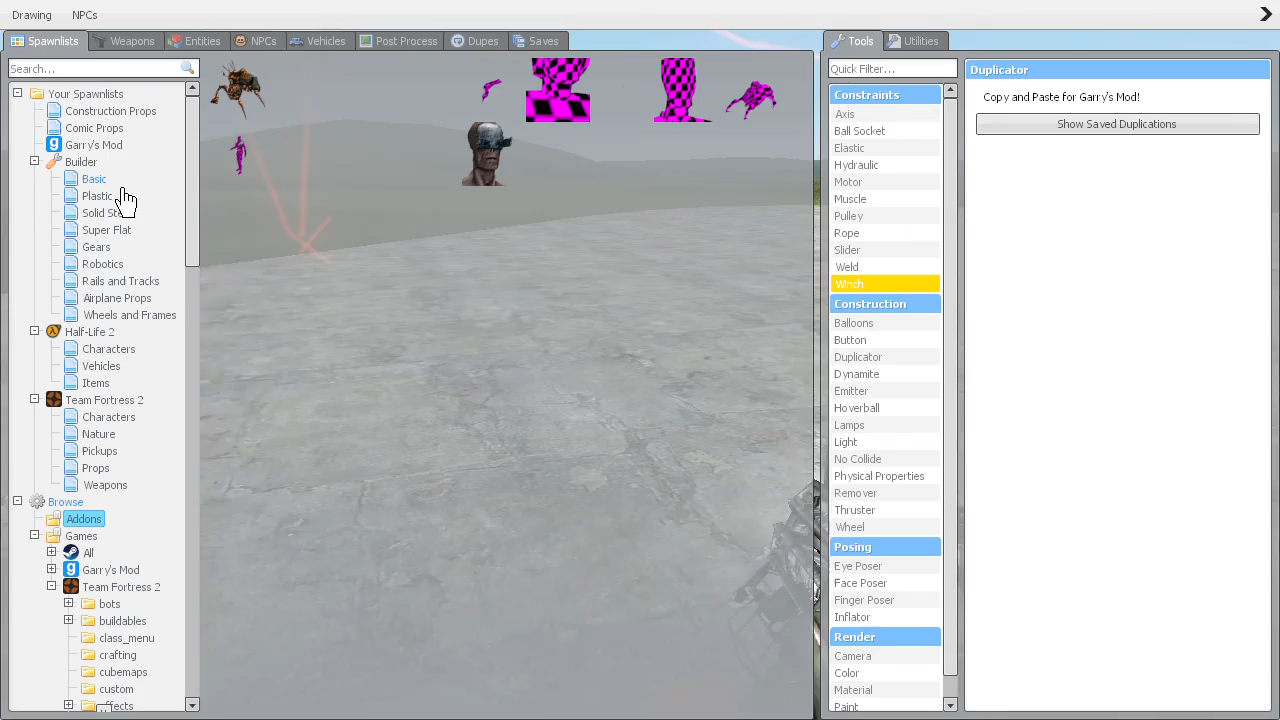 Drawing NPCs
Spawnlists Weapons Entities NPCs Vehicles Post Process Dupes Saves
Search...
Your Spawnlists
Construction Props
Comic Props
Garry's Mod
Builder
Basic
Plastic
Solid
Super Flat
Gears
Robotics
Rails and Tracks
Airplane Props
Wheels and Frames
Half-Life 2
Characters
Vehicles
Items
Team Fortress 2
Characters
Nature
Pickups
Props
Weapons
Browse
Addons
Games
All
Garry's Mod
Team Fortress 2
bots
buildables
class_menu
crafting
cubemaps
custom
effects
Tools Utilities
Quick Filter...
Constraints
Axis
Ball Socket
Elastic
Hydraulic
Motor
Muscle
Pulley
Rope
Slider
Weld
Winch
Construction
Balloons
Button
Duplicator
Dynamite
Emitter
Hoverball
Lamps
Light
No Collide
Physical Properties
Remover
Thruster
Wheel
Posing
Eye Poser
Face Poser
Finger Poser
Inflator
Render
Camera
Color
Material
Paint
Duplicator
Copy and Paste for Garry's Mod!
Show Saved Duplications